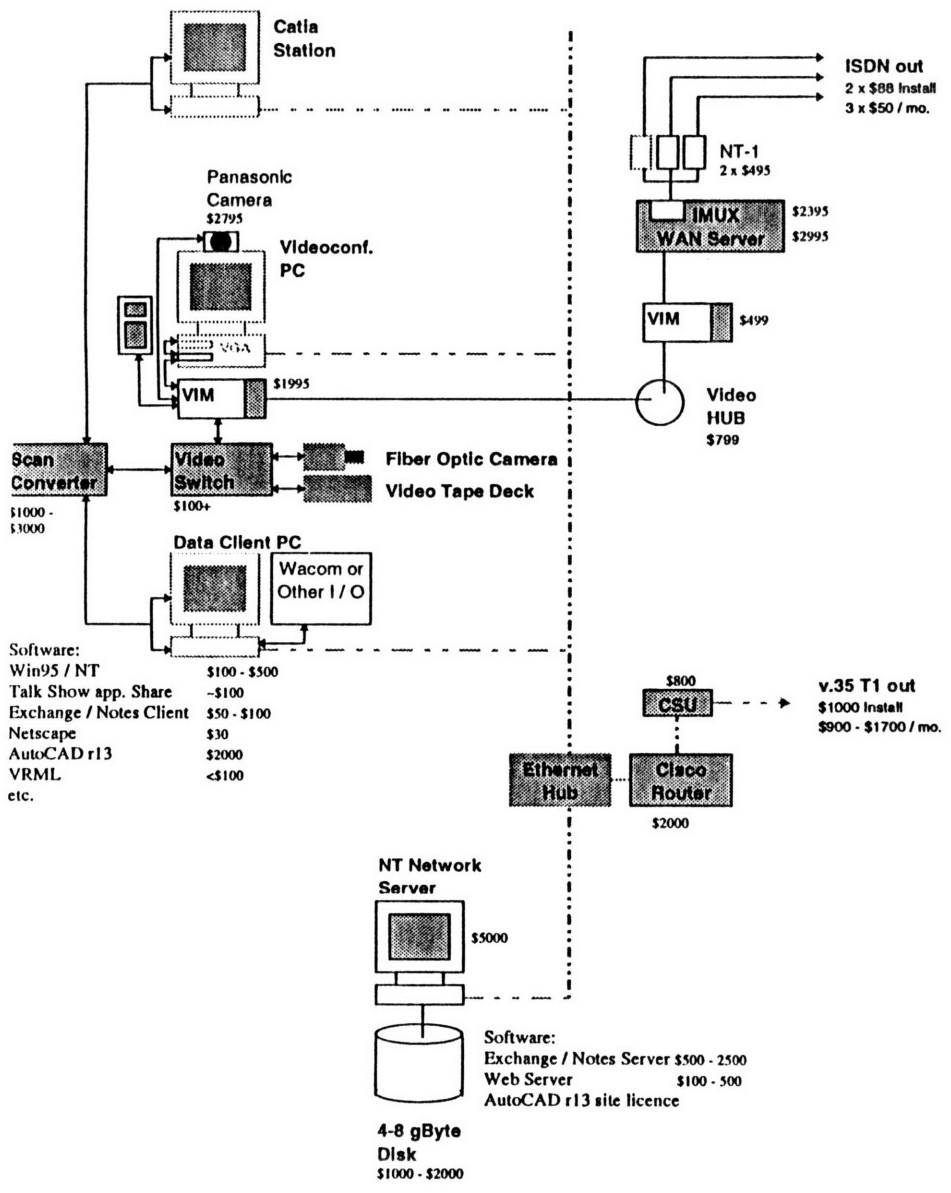 Catia
Station
ISDN out
2 x $88 Install
3 x $50 / mo.
NT-1
2 x $495
Panasonic
Camera
$2795
IMUX
WAN Server
$2395
$2995
Videoconf.
PC
VIM
$499
VGA
VIM
$1995
Video
HUB
$799
Scan
Converter
$1000 -
$3000
Video
Switch
$100+
Fiber Optic Camera
Video Tape Deck
Data Client PC
Wacom or
Other I / O
Software:
Win95 / NT $100 - $500
Talk Show app. Share ~$100
Exchange / Notes Client $50 - $100
Netscape $30
AutoCAD r13 $2000
VRML <$100
etc.
$800
CSU
v.35 T1 out
$1000 Install
$900 - $1700 / mo.
Ethernet
Hub
Cisco
Router
$2000
NT Network
Server
$5000
Software:
Exchange / Notes Server $500 - 2500
Web Server $100 - 500
AutoCAD r13 site licence
4-8 gByte
Disk
$1000 - $2000